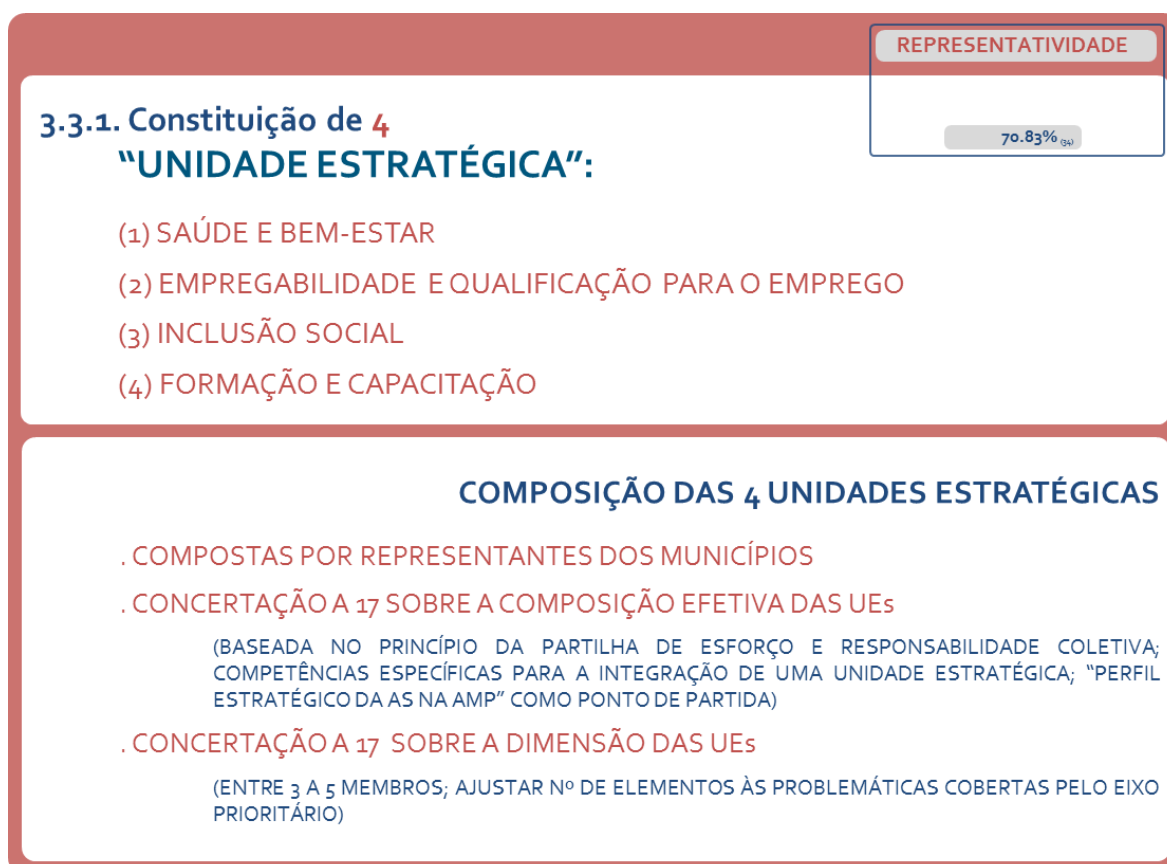 REPRESENTATIVIDADE
70.83% (34)
3.3.1. Constituição de 4
“UNIDADE ESTRATÉGICA”:
(1) SAÚDE E BEM-ESTAR
(2) EMPREGABILIDADE E QUALIFICAÇÃO PARA O EMPREGO
(3) INCLUSÃO SOCIAL
(4) FORMAÇÃO E CAPACITAÇÃO
COMPOSIÇÃO DAS 4 UNIDADES ESTRATÉGICAS
. COMPOSTAS POR REPRESENTANTES DOS MUNICÍPIOS
. CONCERTAÇÃO A 17 SOBRE A COMPOSIÇÃO EFETIVA DAS UEs
(BASEADA NO PRINCÍPIO DA PARTILHA DE ESFORÇO E RESPONSABILIDADE COLETIVA;
COMPETÊNCIAS ESPECÍFICAS PARA A INTEGRAÇÃO DE UMA UNIDADE ESTRATÉGICA; “PERFIL
ESTRATÉGICO DA AS NA AMP” COMO PONTO DE PARTIDA)
. CONCERTAÇÃO A 17 SOBRE A DIMENSÃO DAS UEs
(ENTRE 3 A 5 MEMBROS; AJUSTAR Nº DE ELEMENTOS ÀS PROBLEMÁTICAS COBERTAS PELO EIXO
PRIORITÁRIO)